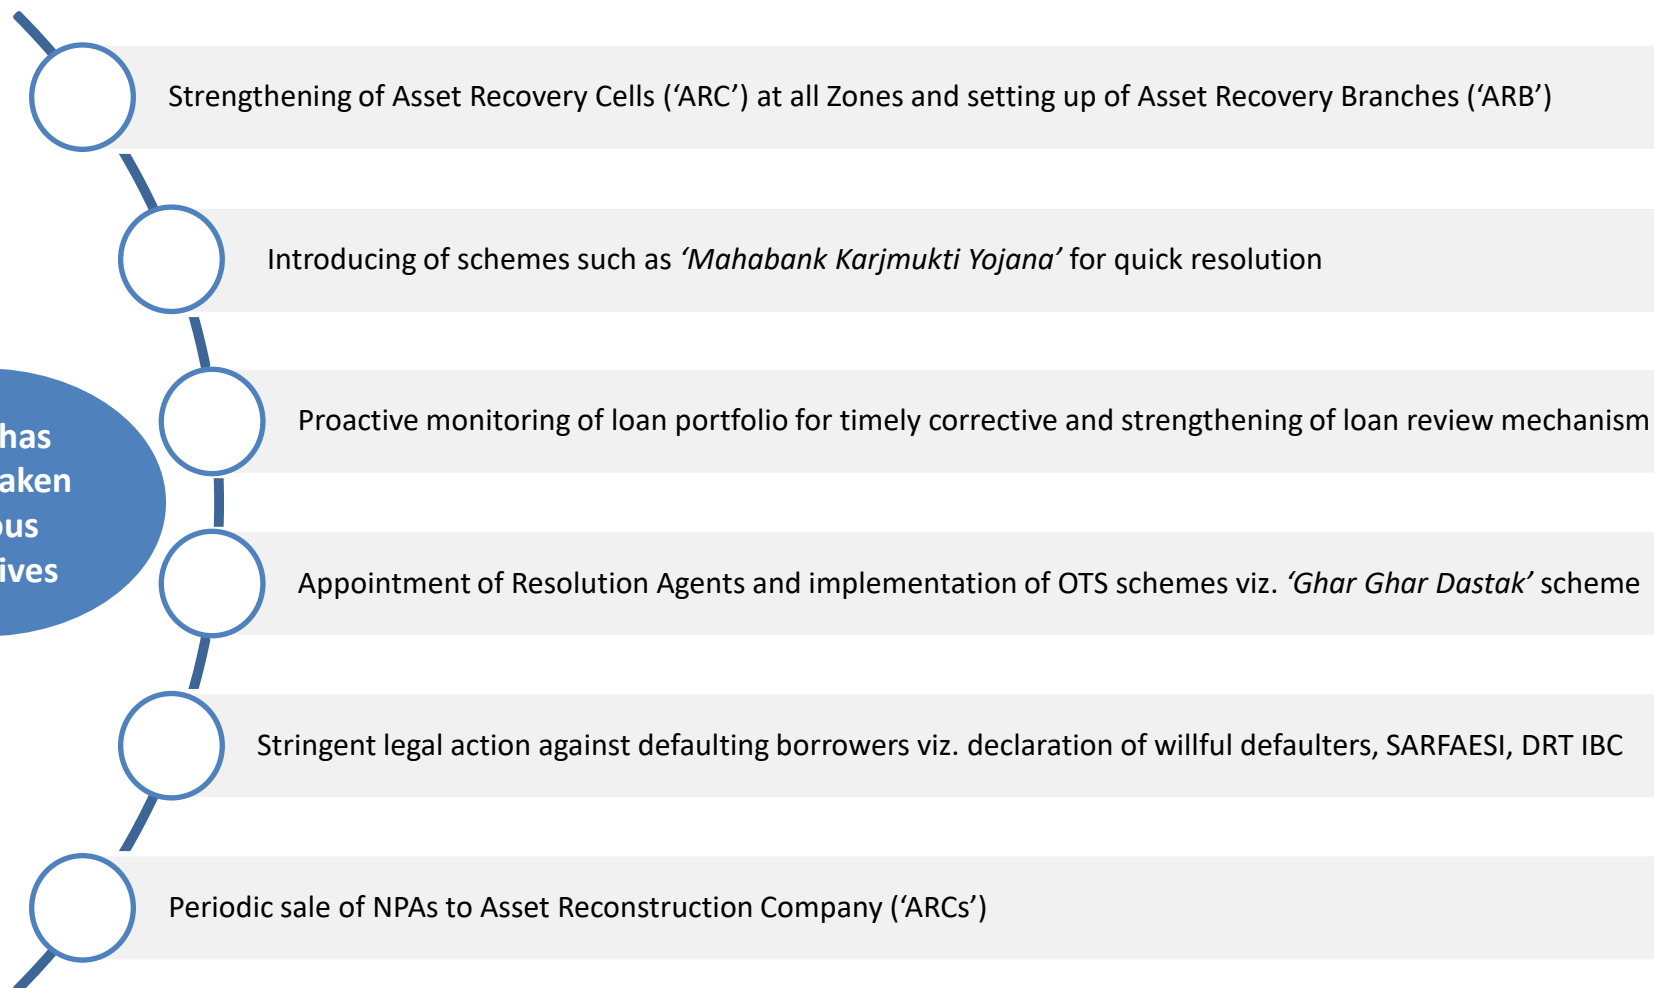 Strengthening of Asset Recovery Cells (‘ARC’) at all Zones and setting up of Asset Recovery Branches (‘ARB’)
Introducing of schemes such as ‘Mahabank Karjmukti Yojana’ for quick resolution
Proactive monitoring of loan portfolio for timely corrective and strengthening of loan review mechanism
has
Appointment of Resolution Agents and implementation of OTS schemes viz. ‘Ghar Ghar Dastak’ scheme
Stringent legal action against defaulting borrowers viz. declaration of willful defaulters, SARFAESI, DRT IBC
Periodic sale of NPAs to Asset Reconstruction Company (‘ARCs’)